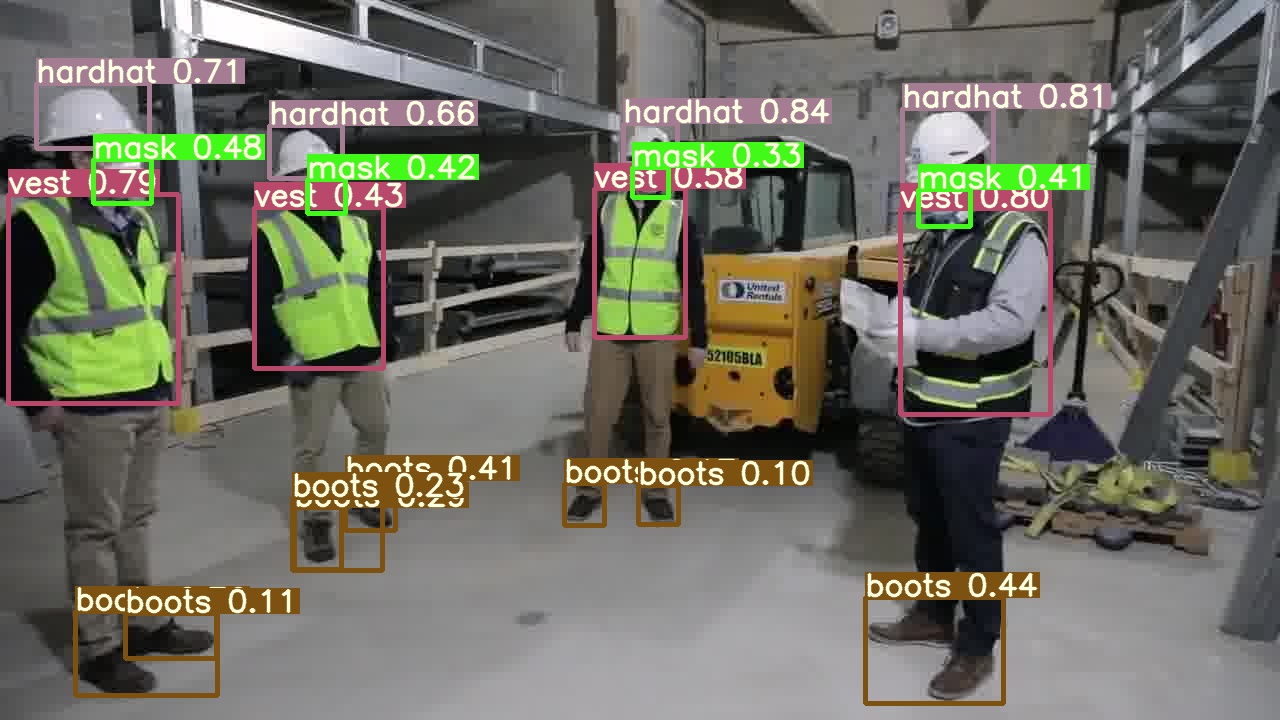 hardhat 0.71
hardhat 0.66
hardhat 0.84
hardhat 0.81
mask 0.48
mask 0.42
mask 0.33
mask 0.41
vest 0.79
vest 0.43
vest 0.58
vest 0.80
United
Rentals
52105BLA
boots 0.41
boots 0.23
boots
boots 0.10
boots 0.44
boots 0.11